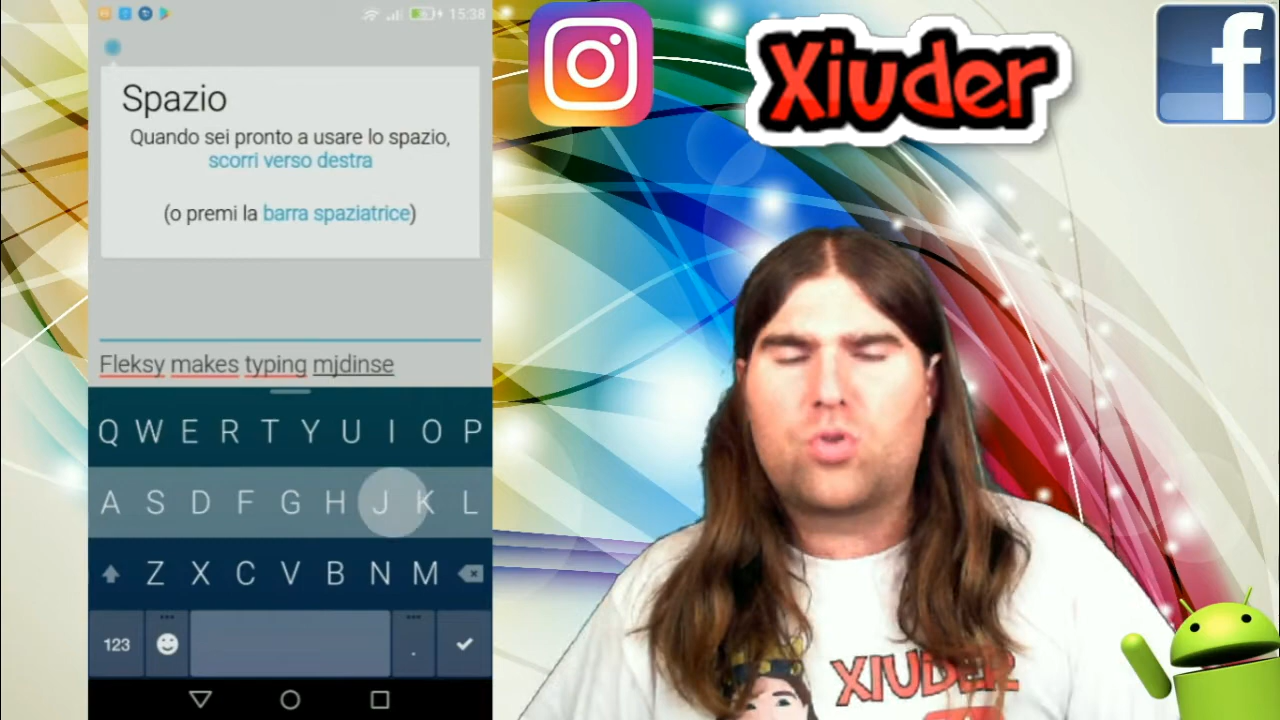 15:38
Xiuder
f
Spazio
Quando sei pronto a usare lo spazio,
scorri verso destra
(o premi la barra spaziatrice)
Fleksy makes typing mjdinse
Q W E R T Y U I O P
A S D F G H J K L
Z X C V B N M
123 .
XIUDER